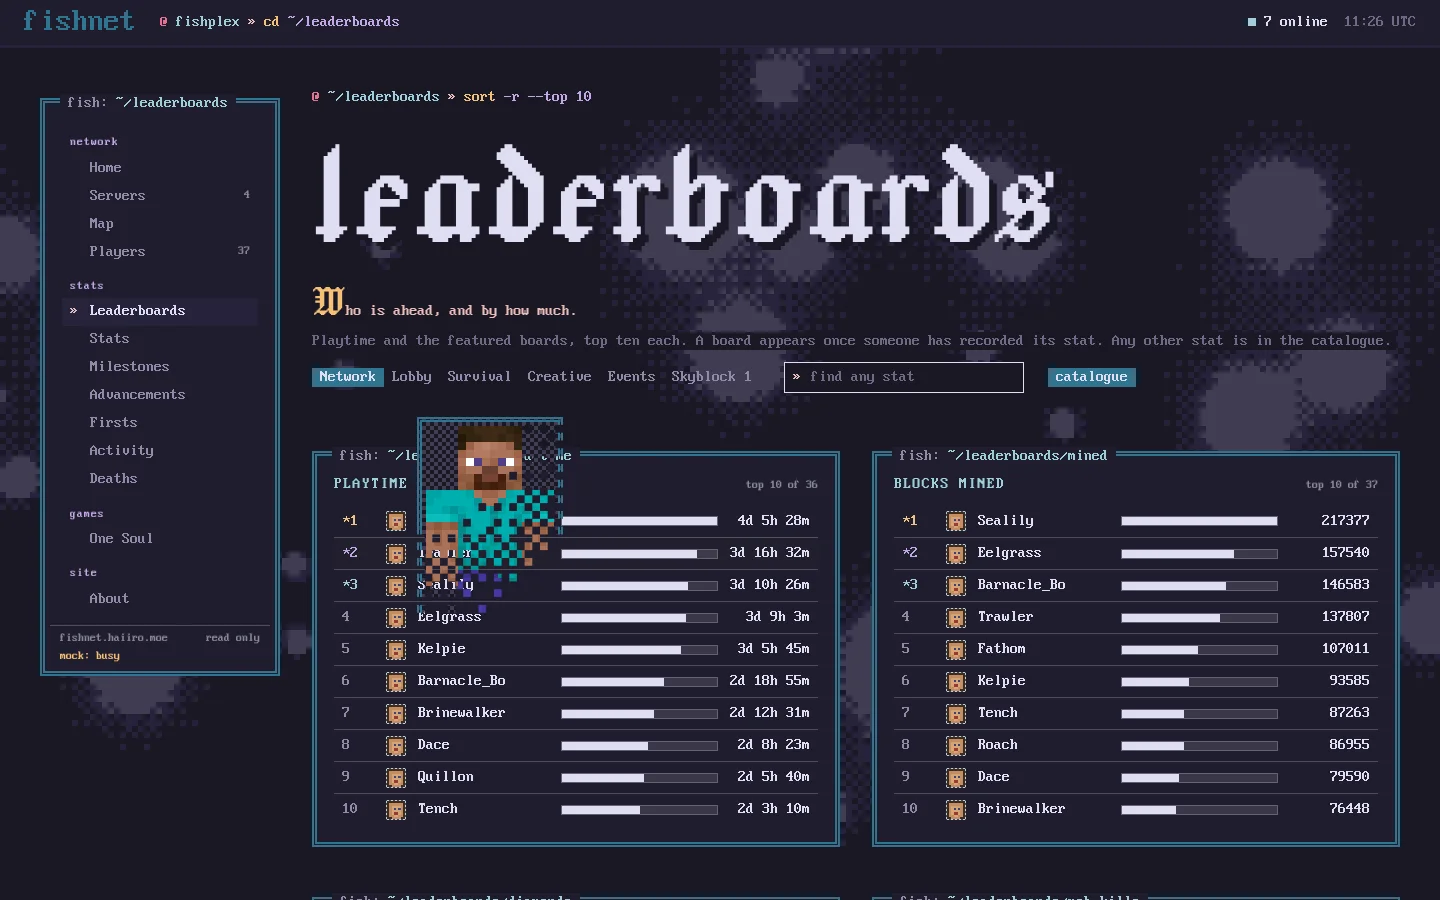 fishnet @ fishplex » cd ~/leaderboards
7 online 11:26 UTC
fish: ~/leaderboards
network
Home
Servers 4
Map
Players 37
stats
» Leaderboards
Stats
Milestones
Advancements
Firsts
Activity
Deaths
games
One Soul
site
About
fishnet.haiiro.moe read only
mock: busy
@ ~/leaderboards » sort -r --top 10
leaderboards
Who is ahead, and by how much.
Playtime and the featured boards, top ten each. A board appears once someone has recorded its stat. Any other stat is in the catalogue.
Network Lobby Survival Creative Events Skyblock 1 » find any stat catalogue
fish:
PLAYTIME top 10 of 36
*1 4d 5h 28m
*2 Trawler 3d 16h 32m
*3 Sealily 3d 10h 26m
4 Eelgrass 3d 9h 3m
5 Kelpie 3d 5h 45m
6 Barnacle_Bo 2d 18h 55m
7 Brinewalker 2d 12h 31m
8 Dace 2d 8h 23m
9 Quillon 2d 5h 40m
10 Tench 2d 3h 10m
fish: ~/leaderboards/mined
BLOCKS MINED top 10 of 37
*1 Sealily 217377
*2 Eelgrass 157540
*3 Barnacle_Bo 146583
4 Trawler 137807
5 Fathom 107011
6 Kelpie 93585
7 Tench 87263
8 Roach 86955
9 Dace 79590
10 Brinewalker 76448